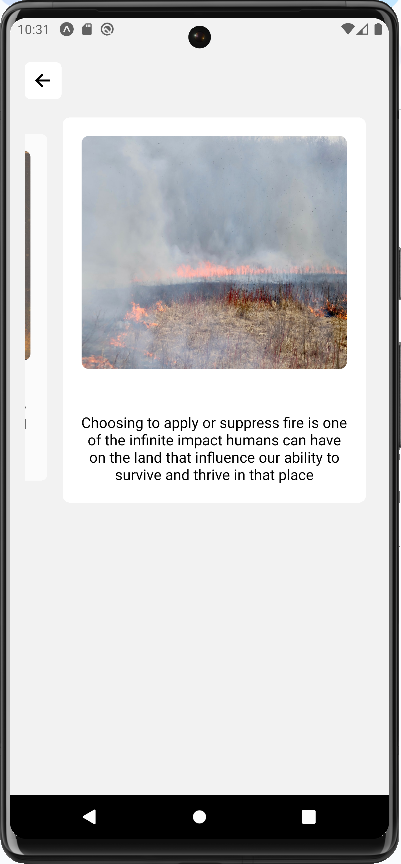 10:31
Choosing to apply or suppress fire is one
of the infinite impact humans can have
on the land that influence our ability to
survive and thrive in that place